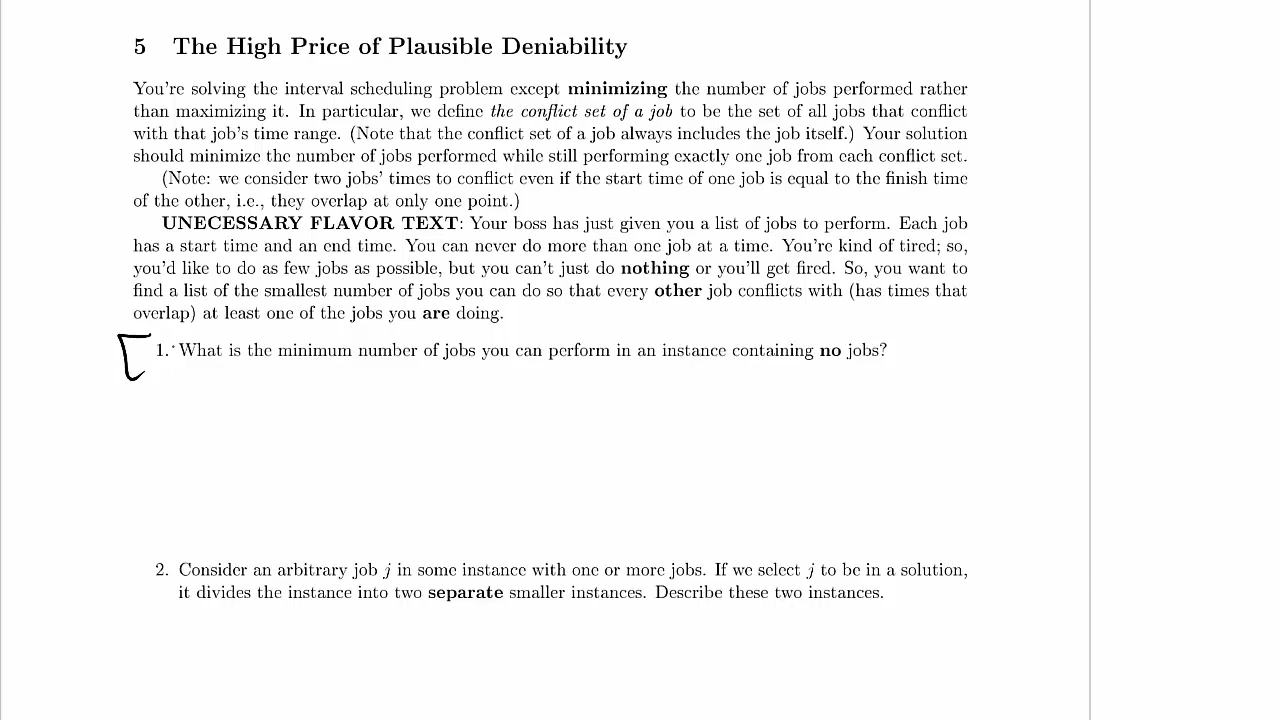 5 The High Price of Plausible Deniability
You're solving the interval scheduling problem except minimizing the number of jobs performed rather
than maximizing it. In particular, we define the conflict set of a job to be the set of all jobs that conflict
with that job's time range. (Note that the conflict set of a job always includes the job itself.) Your solution
should minimize the number of jobs performed while still performing exactly one job from each conflict set.
(Note: we consider two jobs' times to conflict even if the start time of one job is equal to the finish time
of the other, i.e., they overlap at only one point.)
UNECESSARY FLAVOR TEXT: Your boss has just given you a list of jobs to perform. Each job
has a start time and an end time. You can never do more than one job at a time. You're kind of tired; so,
you'd like to do as few jobs as possible, but you can't just do nothing or you'll get fired. So, you want to
find a list of the smallest number of jobs you can do so that every other job conflicts with (has times that
overlap) at least one of the jobs you are doing.
1. What is the minimum number of jobs you can perform in an instance containing no jobs?
2. Consider an arbitrary job j in some instance with one or more jobs. If we select j to be in a solution,
it divides the instance into two separate smaller instances. Describe these two instances.